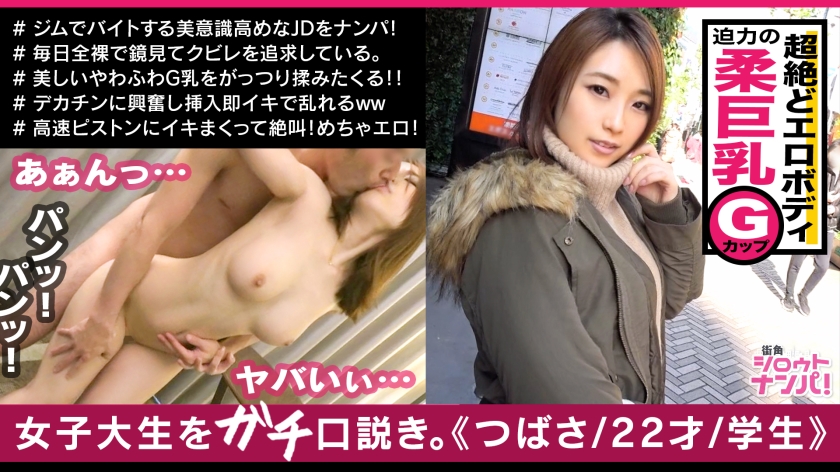 # ジムでバイトする美意識高めなJDをナンパ!
# 毎日全裸で鏡見てクビレを追求している。
# 美しいやわふわG乳をがっつり揉みたくる!!
# デカチンに興奮し挿入即イキで乱れるww
# 高速ピストンにイキまくって絶叫!めちゃエロ!
あぁんっ…
パンッ!
パンッ!
ヤバいぃ…
超絶どエロボディ
迫力の
柔巨乳
Gカップ
街角
シロウト
ナンパ!
女子大生をガチ口説き。《つばさ/22才/学生》